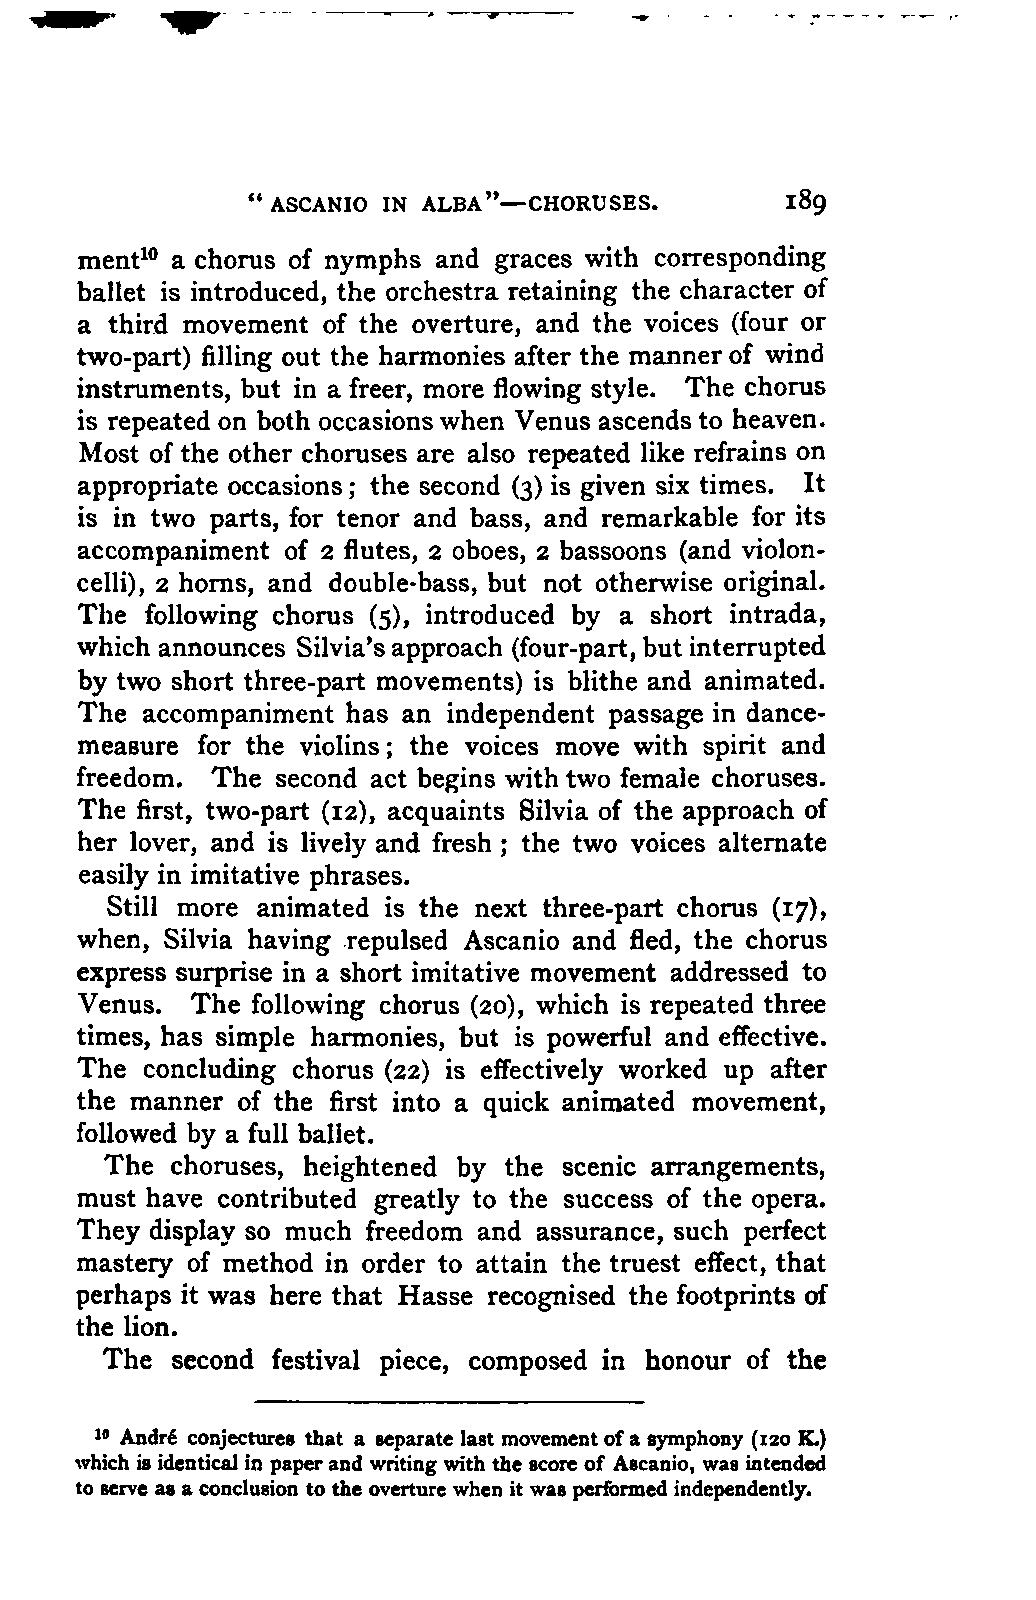 “ ASCANIO IN ALBA”—CHORUSES. 189
ment¹⁰ a chorus of nymphs and graces with corresponding
ballet is introduced, the orchestra retaining the character of
a third movement of the overture, and the voices (four or
two-part) filling out the harmonies after the manner of wind
instruments, but in a freer, more flowing style. The chorus
is repeated on both occasions when Venus ascends to heaven.
Most of the other choruses are also repeated like refrains on
appropriate occasions; the second (3) is given six times. It
is in two parts, for tenor and bass, and remarkable for its
accompaniment of 2 flutes, 2 oboes, 2 bassoons (and violon-
celli), 2 horns, and double-bass, but not otherwise original.
The following chorus (5), introduced by a short intrada,
which announces Silvia's approach (four-part, but interrupted
by two short three-part movements) is blithe and animated.
The accompaniment has an independent passage in dance-
measure for the violins; the voices move with spirit and
freedom. The second act begins with two female choruses.
The first, two-part (12), acquaints Silvia of the approach of
her lover, and is lively and fresh; the two voices alternate
easily in imitative phrases.
Still more animated is the next three-part chorus (17),
when, Silvia having repulsed Ascanio and fled, the chorus
express surprise in a short imitative movement addressed to
Venus. The following chorus (20), which is repeated three
times, has simple harmonies, but is powerful and effective.
The concluding chorus (22) is effectively worked up after
the manner of the first into a quick animated movement,
followed by a full ballet.
The choruses, heightened by the scenic arrangements,
must have contributed greatly to the success of the opera.
They display so much freedom and assurance, such perfect
mastery of method in order to attain the truest effect, that
perhaps it was here that Hasse recognised the footprints of
the lion.
The second festival piece, composed in honour of the
¹⁰ André conjectures that a separate last movement of a symphony (120 K.)
which is identical in paper and writing with the score of Ascanio, was intended
to serve as a conclusion to the overture when it was performed independently.